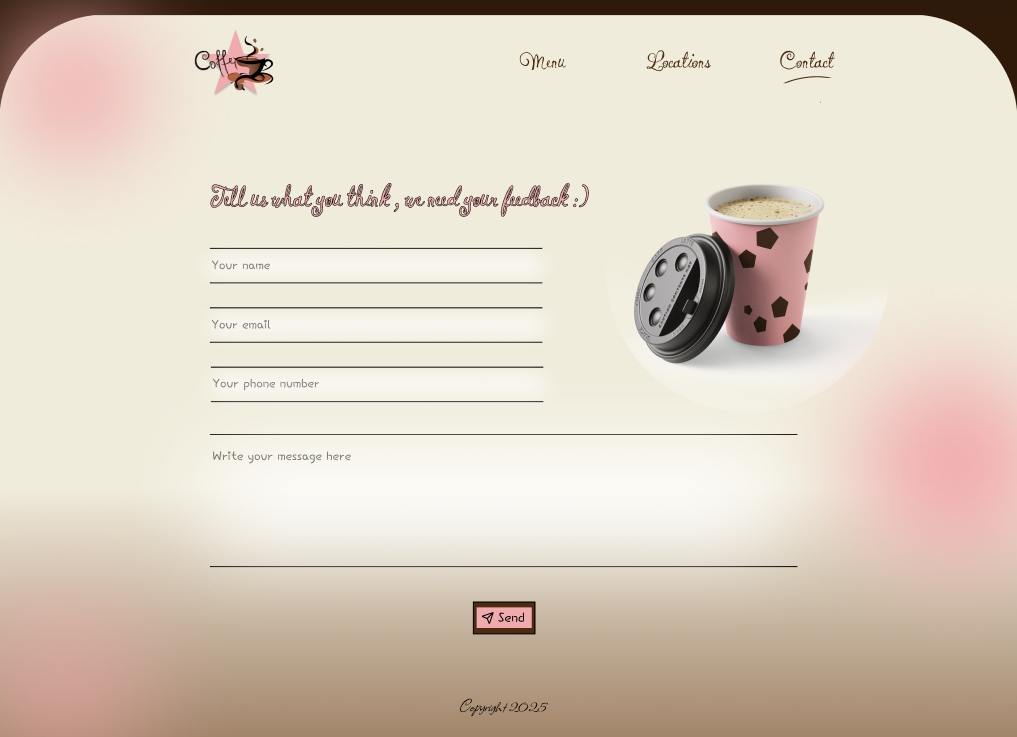 Coffee
Menu
Locations
Contact
Tell us what you think , we need your feedback :)
Your name
Your email
Your phone number
Write your message here
Send
Copyright 2025